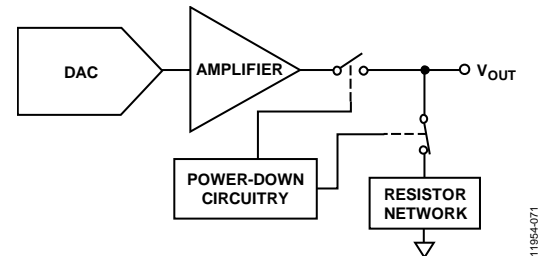 DAC
AMPLIFIER
VOUT
POWER-DOWN
CIRCUITRY
RESISTOR
NETWORK
11954-071